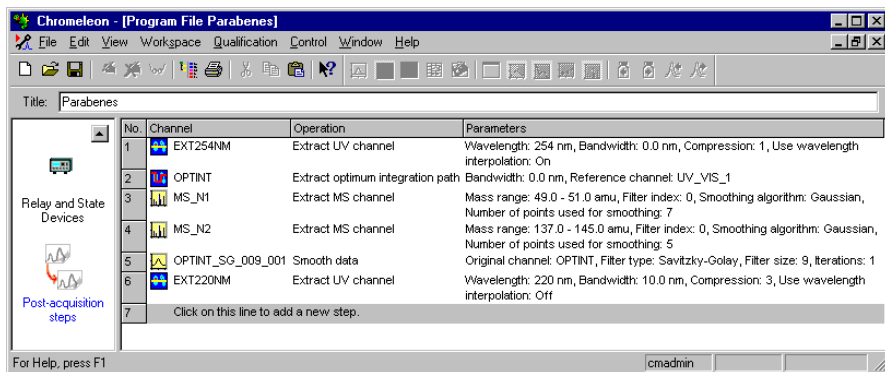 Chromeleon - [Program File Parabenes]
File Edit View Workspace Qualification Control Window Help
Title: Parabenes
No. Channel Operation Parameters
1 EXT254NM Extract UV channel Wavelength: 254 nm, Bandwidth: 0.0 nm, Compression: 1, Use wavelength
interpolation: On
2 OPTINT Extract optimum integration path Bandwidth: 0.0 nm, Reference channel: UV_VIS_1
3 MS_N1 Extract MS channel Mass range: 49.0 - 51.0 amu, Filter index: 0, Smoothing algorithm: Gaussian,
Number of points used for smoothing: 7
4 MS_N2 Extract MS channel Mass range: 137.0 - 145.0 amu, Filter index: 0, Smoothing algorithm: Gaussian,
Number of points used for smoothing: 5
5 OPTINT_SG_009_001 Smooth data Original channel: OPTINT, Filter type: Savitzky-Golay, Filter size: 9, Iterations: 1
6 EXT220NM Extract UV channel Wavelength: 220 nm, Bandwidth: 10.0 nm, Compression: 3, Use wavelength
interpolation: Off
7 Click on this line to add a new step.
Relay and State
Devices
Post-acquisition
steps
For Help, press F1
cmadmin